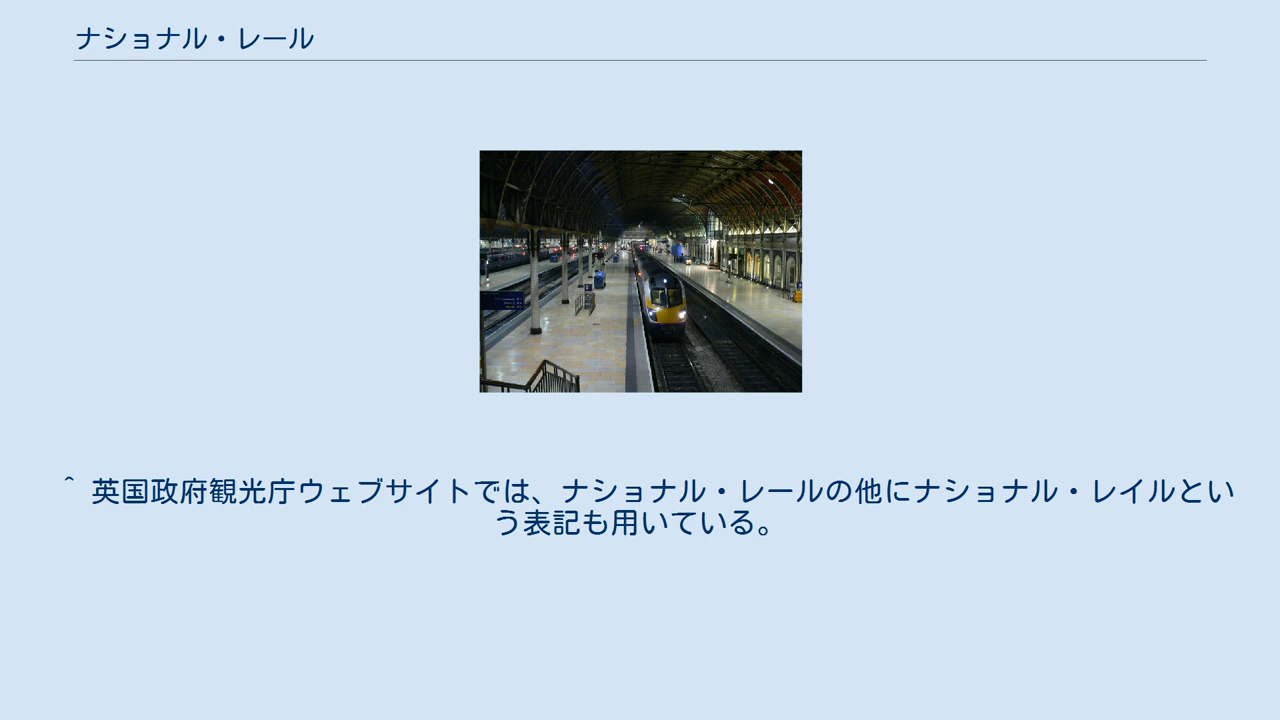 ナショナル・レール
^ 英国政府観光庁ウェブサイトでは、ナショナル・レールの他にナショナル・レイルとい
う表記も用いている。